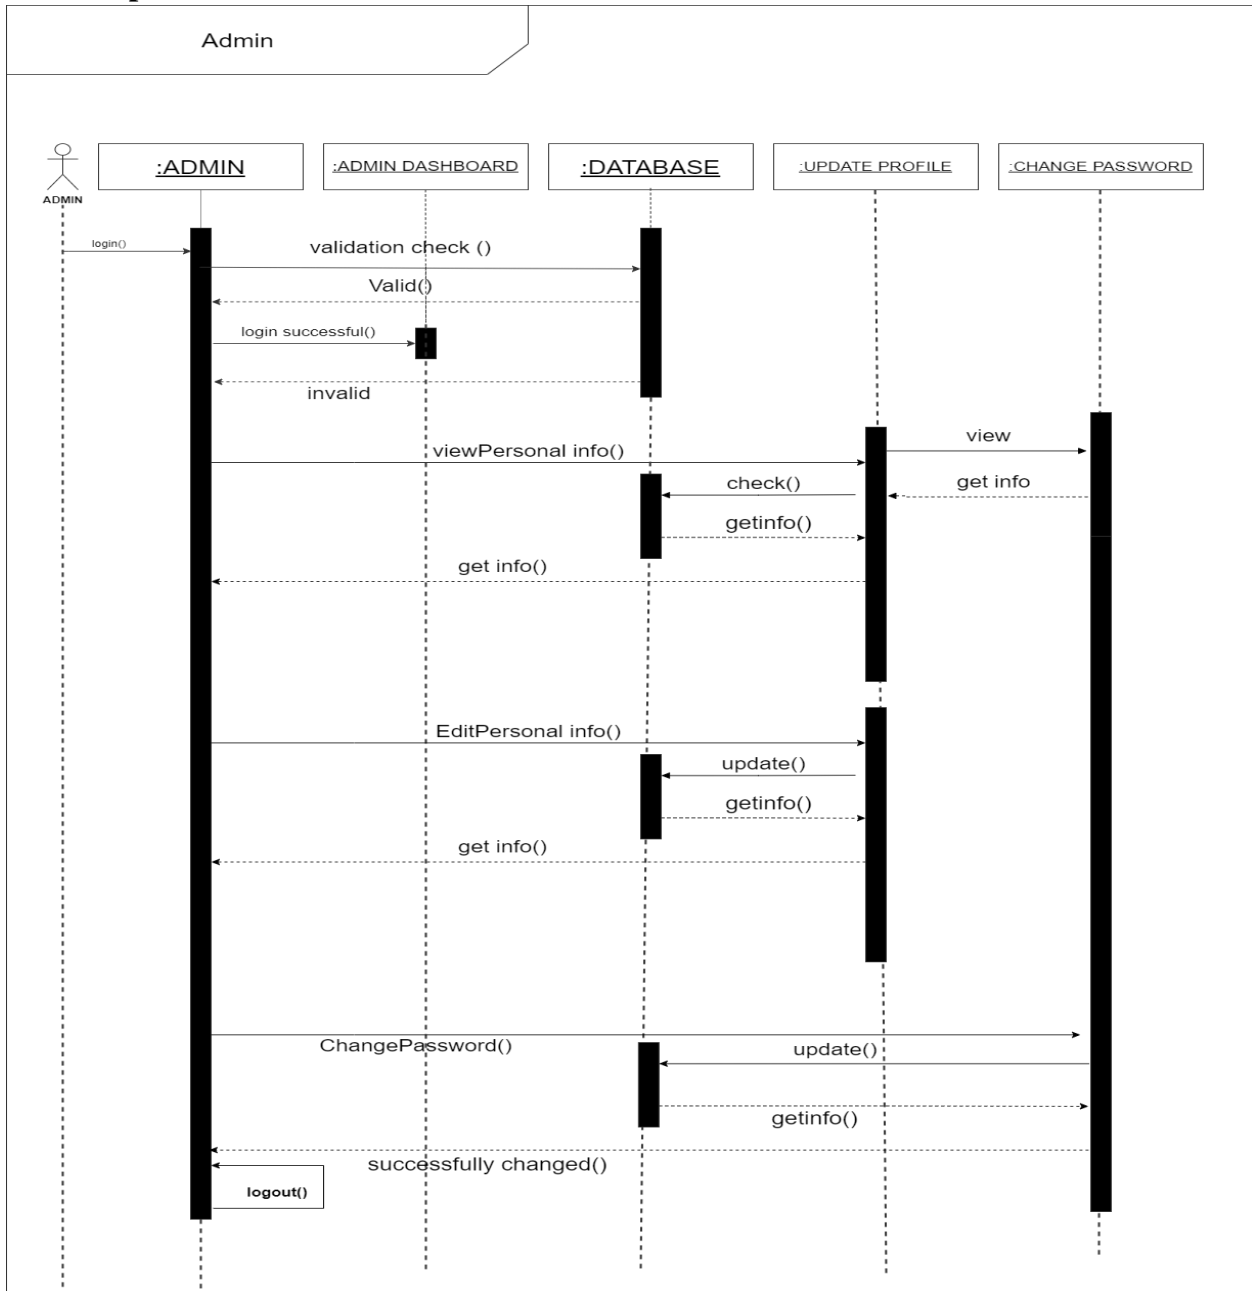 Admin
:ADMIN
:ADMIN DASHBOARD
:DATABASE
:UPDATE PROFILE
:CHANGE PASSWORD
ADMIN
login()
validation check ()
Valid()
login successful()
invalid
view
viewPersonal info()
check()
get info
getinfo()
get info()
EditPersonal info()
update()
getinfo()
get info()
ChangePassword()
update()
getinfo()
successfully changed()
logout()